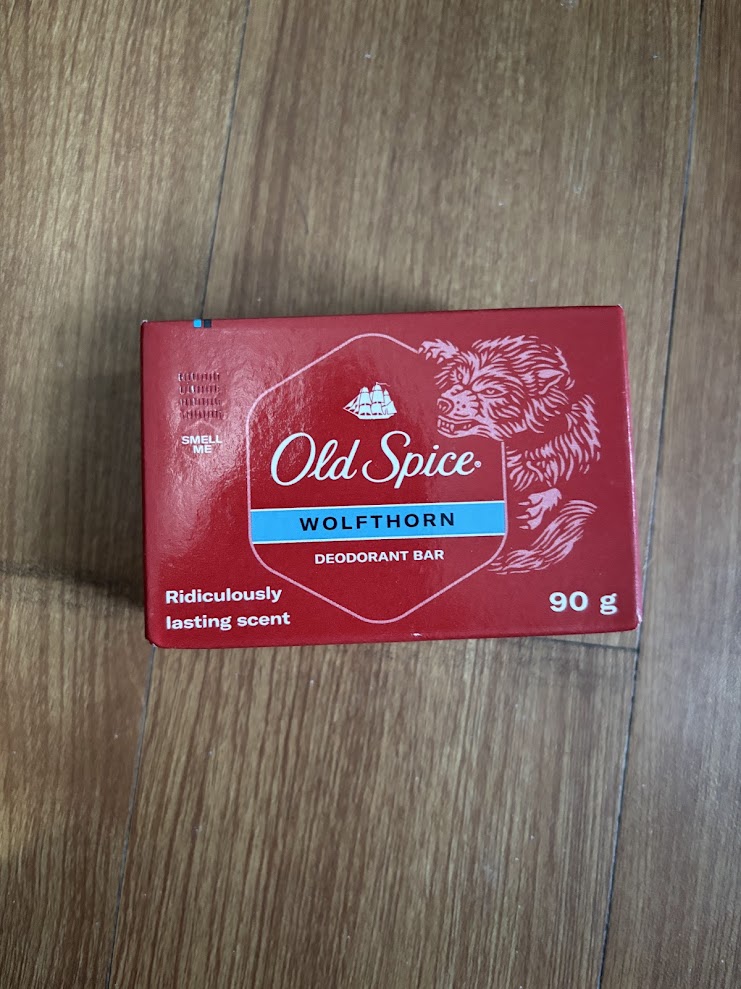 SMELL
ME
Old Spice®
WOLFTHORN
DEODORANT BAR
Ridiculously
lasting scent
90 g